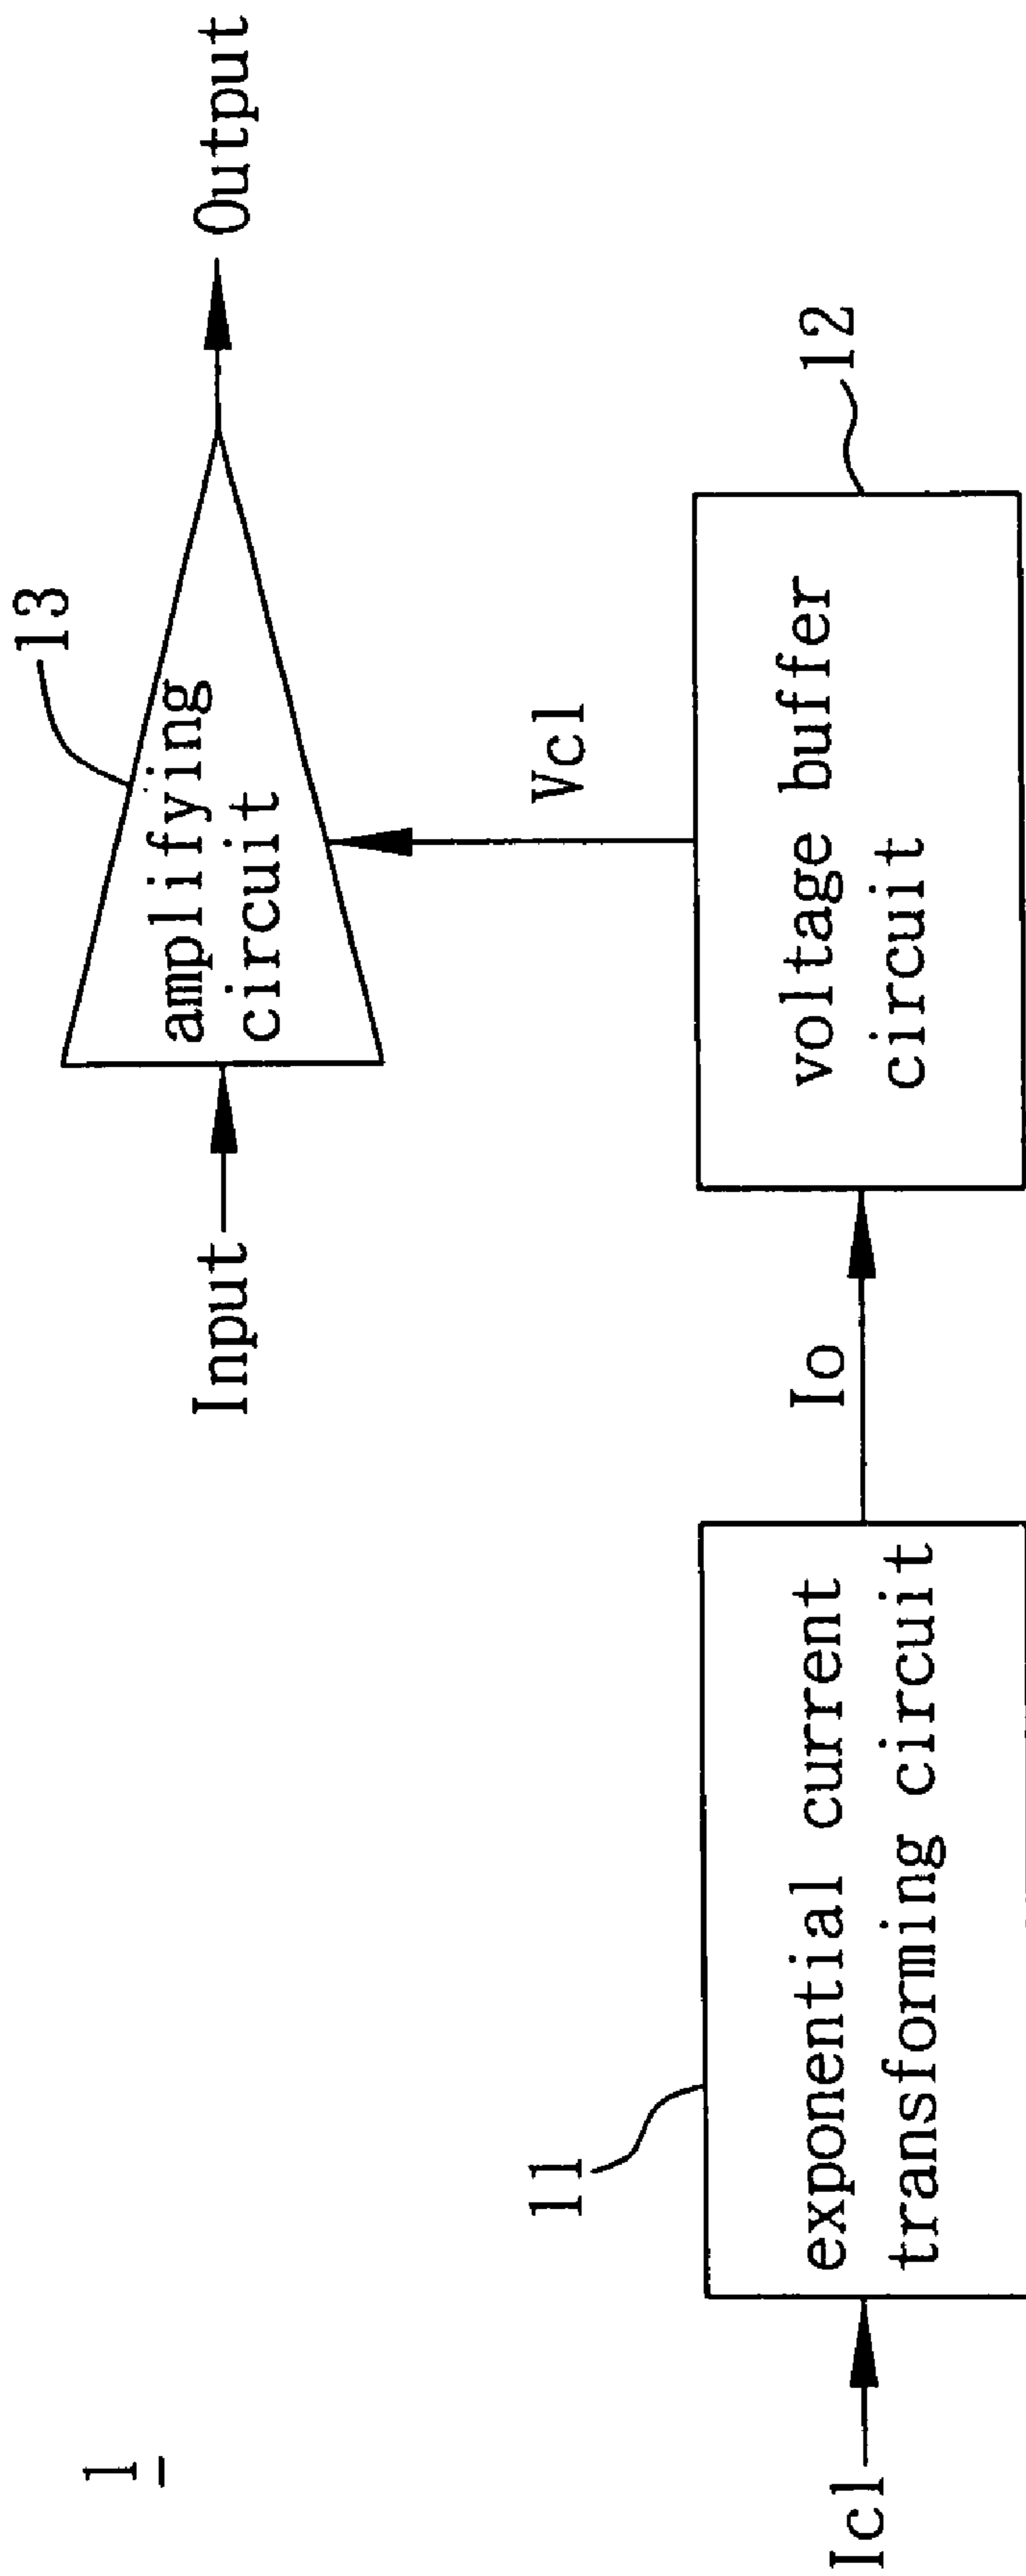 1
13
Input
amplifying
circuit
Output
Vc1
11
Ic1
exponential current
transforming circuit
Io
voltage buffer
circuit
12